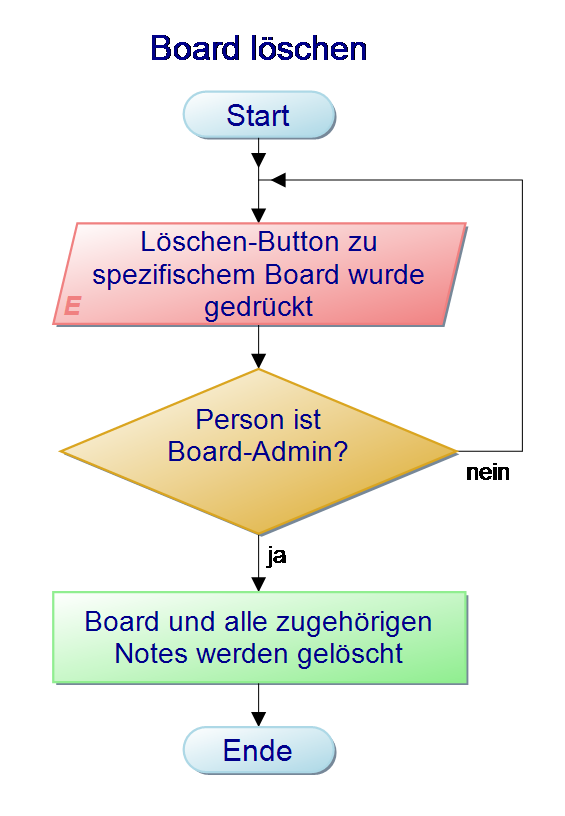 Board löschen
Start
Löschen-Button zu
spezifischem Board wurde
gedrückt
E
Person ist
Board-Admin?
nein
ja
Board und alle zugehörigen
Notes werden gelöscht
Ende